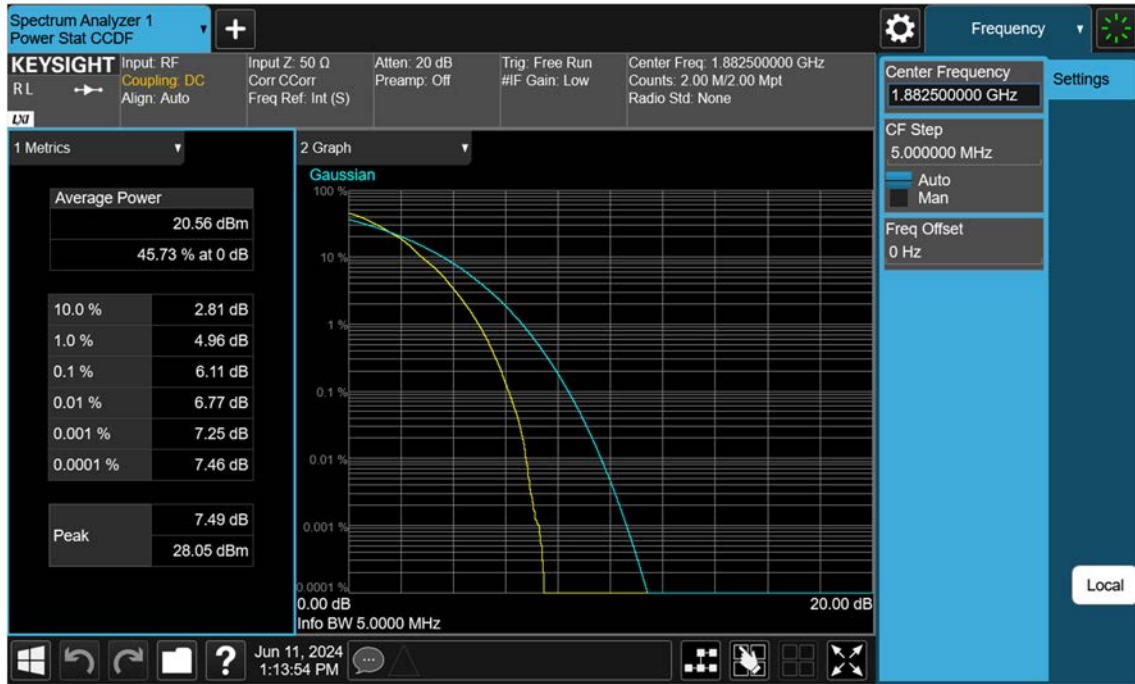 Spectrum Analyzer 1
Power Stat CCDF
+
Frequency
KEYSIGHT
RL
LXI
Input: RF
Coupling: DC
Align: Auto
Input Z: 50 Ω
Corr CCorr
Freq Ref: Int (S)
Atten: 20 dB
Preamp: Off
Trig: Free Run
#IF Gain: Low
Center Freq: 1.882500000 GHz
Counts: 2.00 M/2.00 Mpt
Radio Std: None
Center Frequency
1.882500000 GHz
Settings
CF Step
5.000000 MHz
Auto
Man
Freq Offset
0 Hz
Local
1 Metrics
Average Power
20.56 dBm
45.73 % at 0 dB
10.0 % 2.81 dB
1.0 % 4.96 dB
0.1 % 6.11 dB
0.01 % 6.77 dB
0.001 % 7.25 dB
0.0001 % 7.46 dB
Peak
7.49 dB
28.05 dBm
2 Graph
Gaussian
100 %
10 %
1 %
0.1 %
0.01 %
0.001 %
0.0001 %
0.00 dB 20.00 dB
Info BW 5.0000 MHz
?
Jun 11, 2024
1:13:54 PM